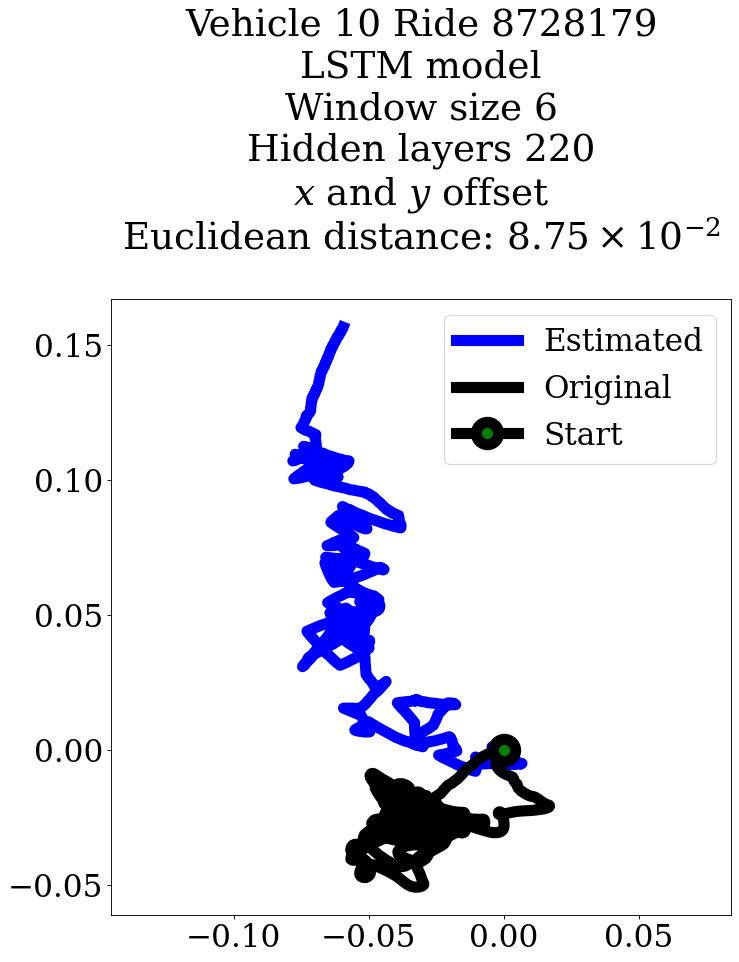 Vehicle 10 Ride 8728179
LSTM model
Window size 6
Hidden layers 220
x and y offset
Euclidean distance: 8.75 × 10⁻²
Estimated
Original
Start
0.15
0.10
0.05
0.00
−0.05
−0.10
−0.05
0.00
0.05